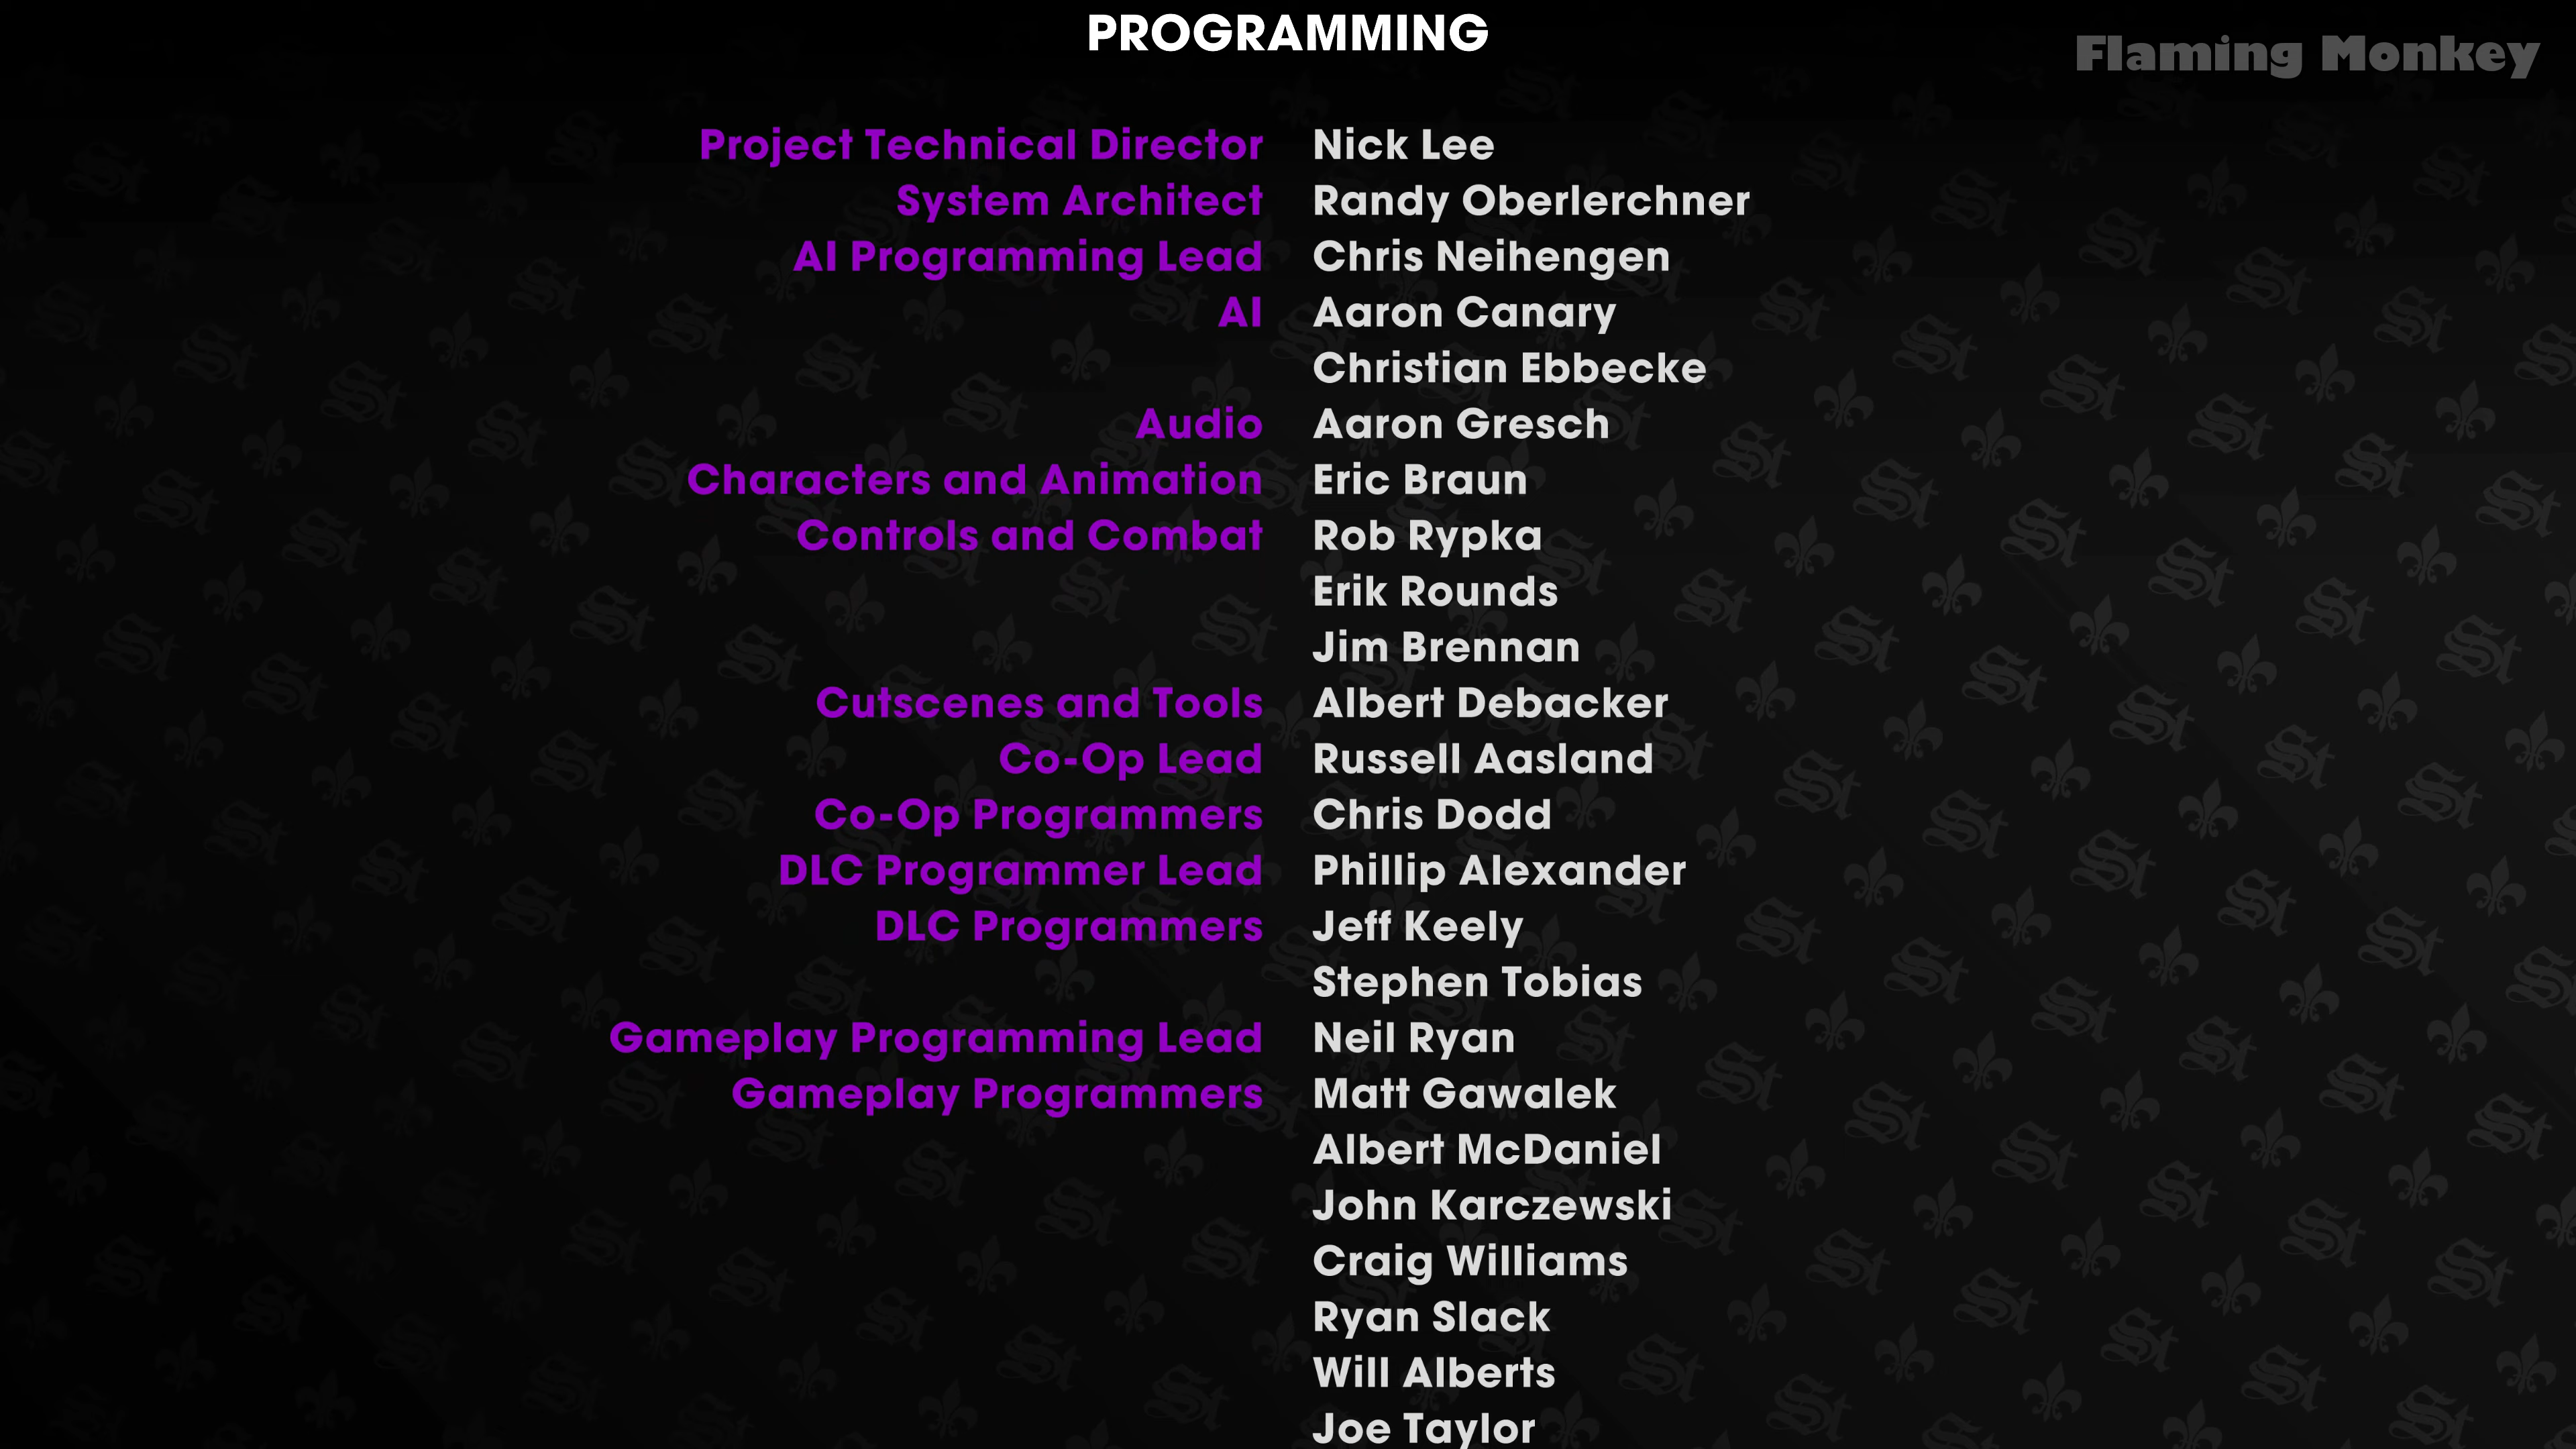 PROGRAMMING
Flaming Monkey
Project Technical Director Nick Lee
System Architect Randy Oberlerchner
AI Programming Lead Chris Neihengen
AI Aaron Canary
Christian Ebbecke
Audio Aaron Gresch
Characters and Animation Eric Braun
Controls and Combat Rob Rypka
Erik Rounds
Jim Brennan
Cutscenes and Tools Albert Debacker
Co-Op Lead Russell Aasland
Co-Op Programmers Chris Dodd
DLC Programmer Lead Phillip Alexander
DLC Programmers Jeff Keely
Stephen Tobias
Gameplay Programming Lead Neil Ryan
Gameplay Programmers Matt Gawalek
Albert McDaniel
John Karczewski
Craig Williams
Ryan Slack
Will Alberts
Joe Taylor